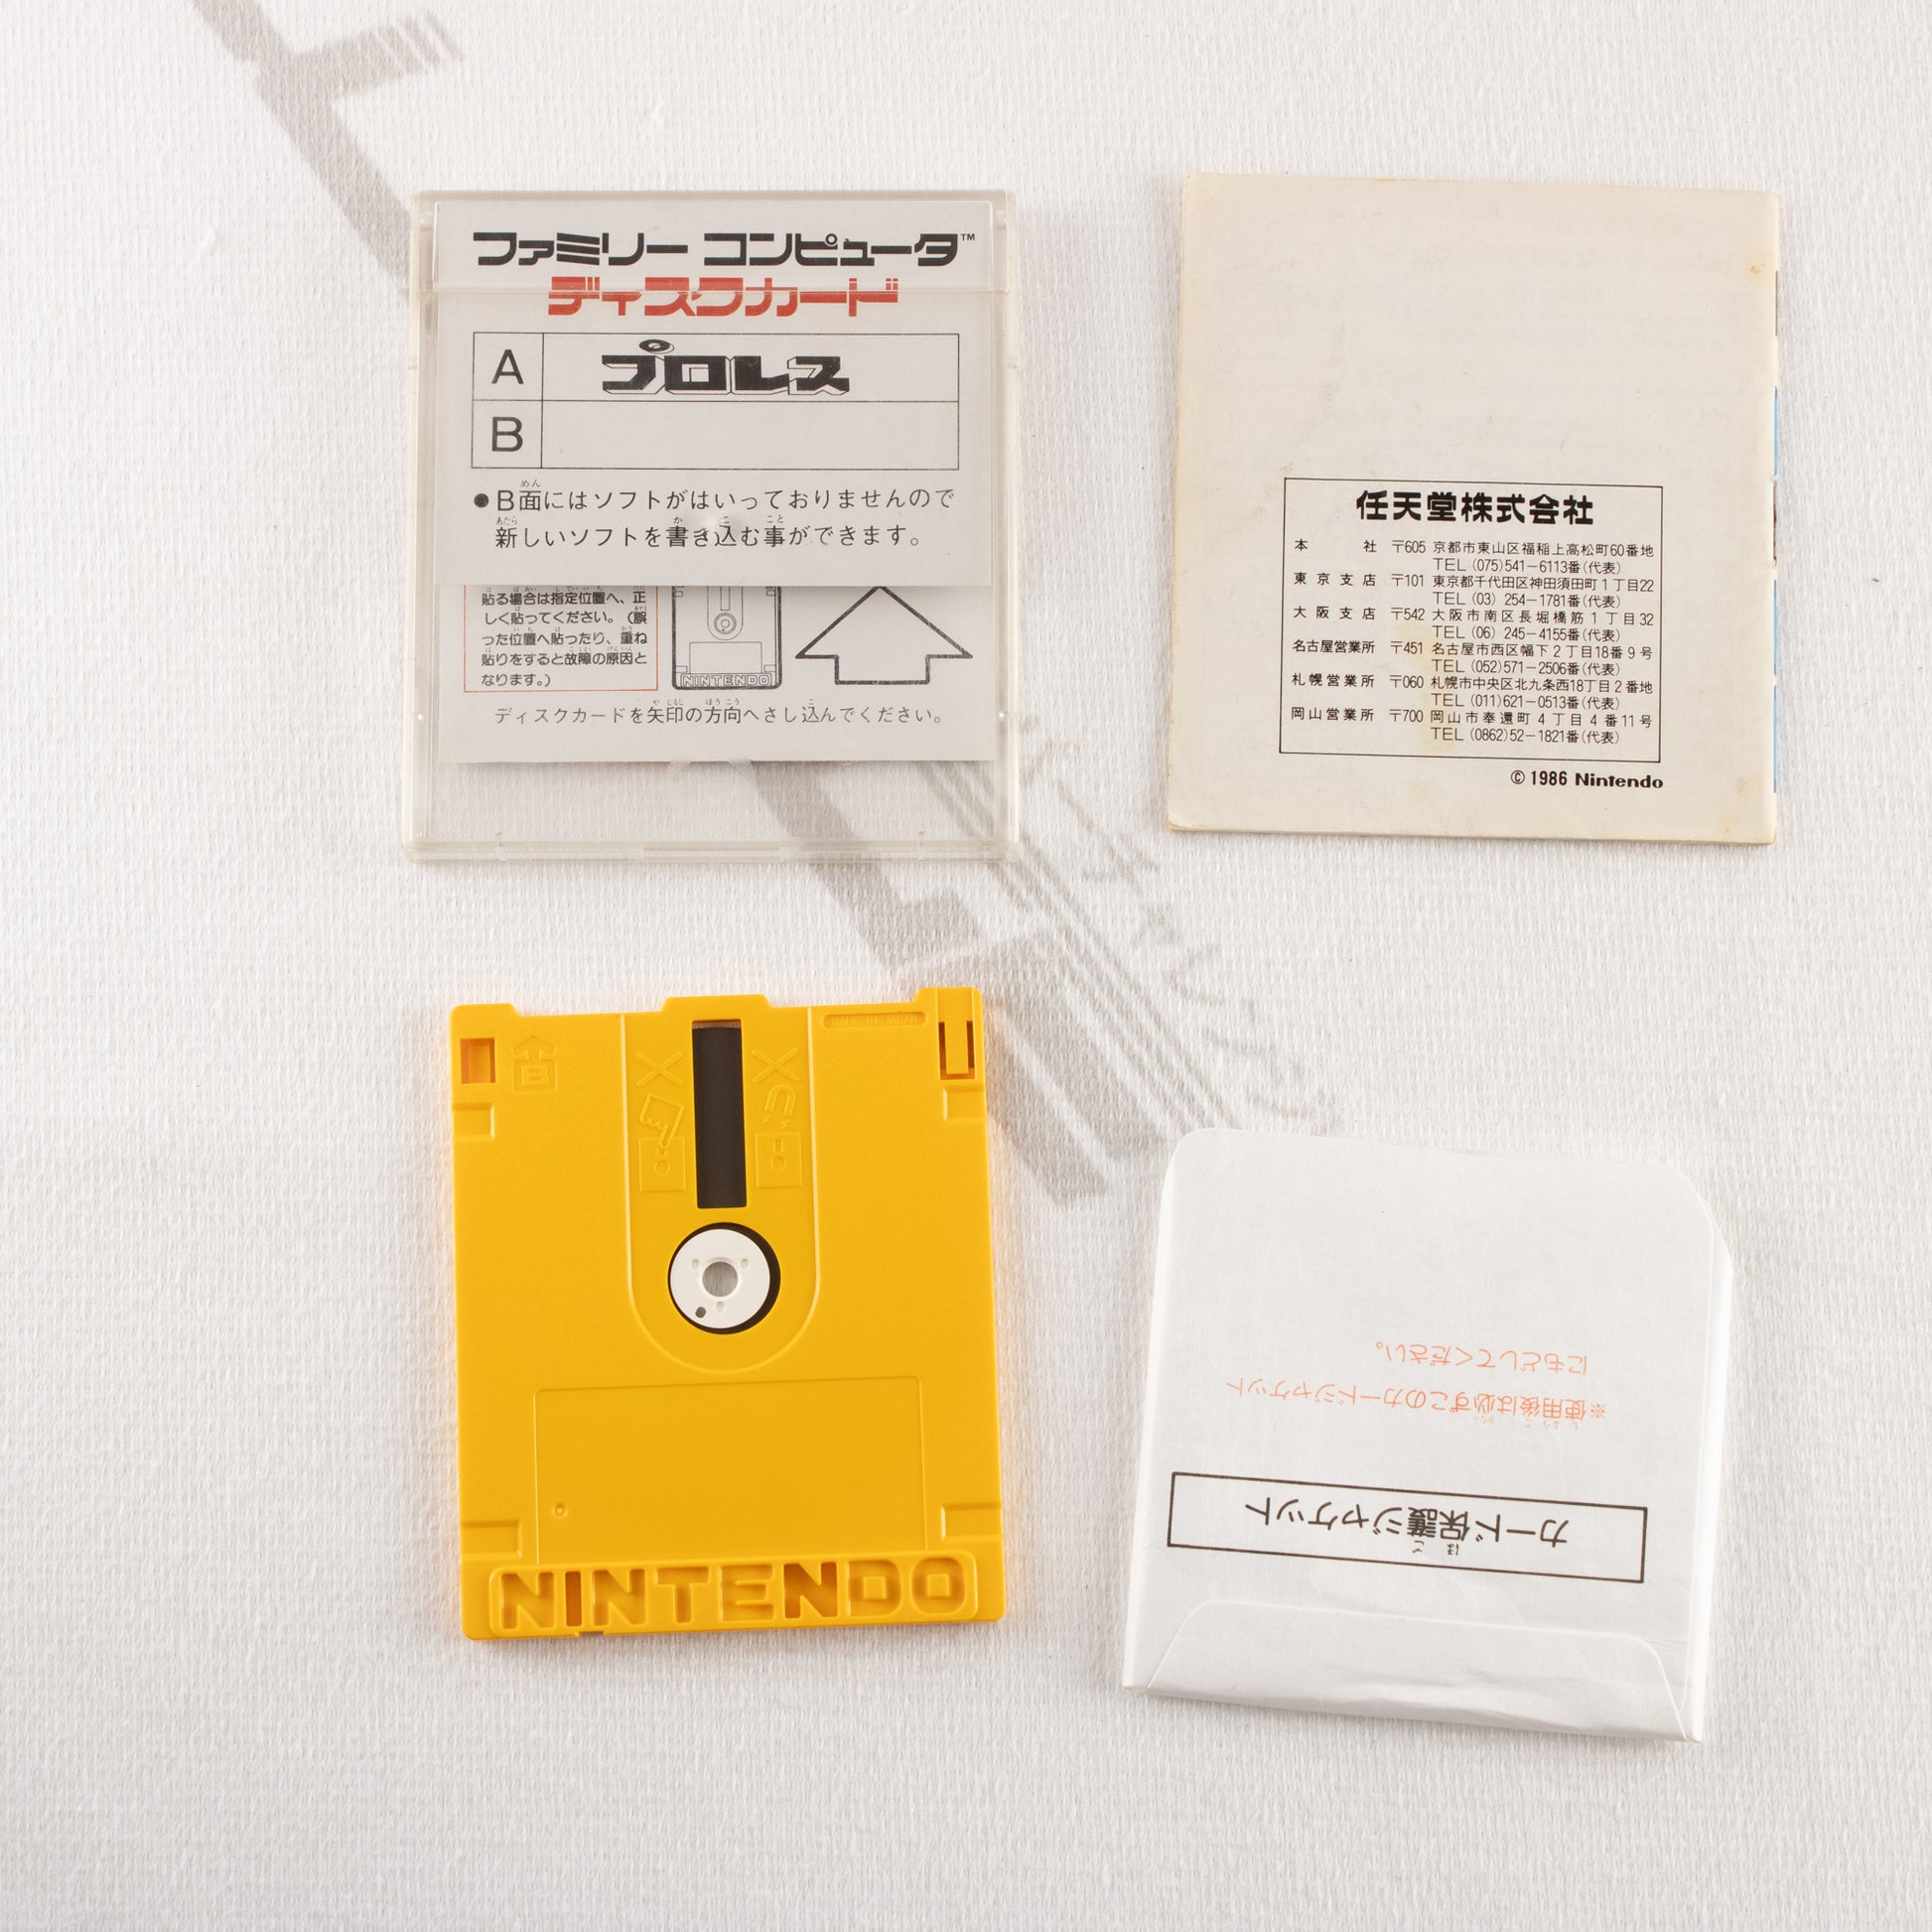 ファミリー コンピュータ™
ディスクカード
A プロレス
B
●B面にはソフトがはいっておりませんので
新しいソフトを書き込む事ができます。
貼る場合は指定位置へ、正
しく貼ってください。(誤
った位置へ貼ったり、重ね
貼りをすると故障の原因と
なります。)
NINTENDO
ディスクカードを矢印の方向へさし込んでください。
任天堂株式会社
本社 〒605 京都市東山区福稲上高松町60番地
TEL (075)541-6113番(代表)
東京支店 〒101 東京都千代田区神田須田町1丁目22
TEL (03) 254-1781番(代表)
大阪支店 〒542 大阪市南区長堀橋筋1丁目32
TEL (06) 245-4155番(代表)
名古屋営業所 〒451 名古屋市西区幅下2丁目18番9号
TEL (052)571-2506番(代表)
札幌営業所 〒060 札幌市中央区北九条西18丁目2番地
TEL (011)621-0513番(代表)
岡山営業所 〒700 岡山市奉還町4丁目4番11号
TEL (0862)52-1821番(代表)
© 1986 Nintendo
B
MADE IN JAPAN
NINTENDO
カード保護ジャケット
※使用後は必ずこのカードジャケット
にもどしてください。